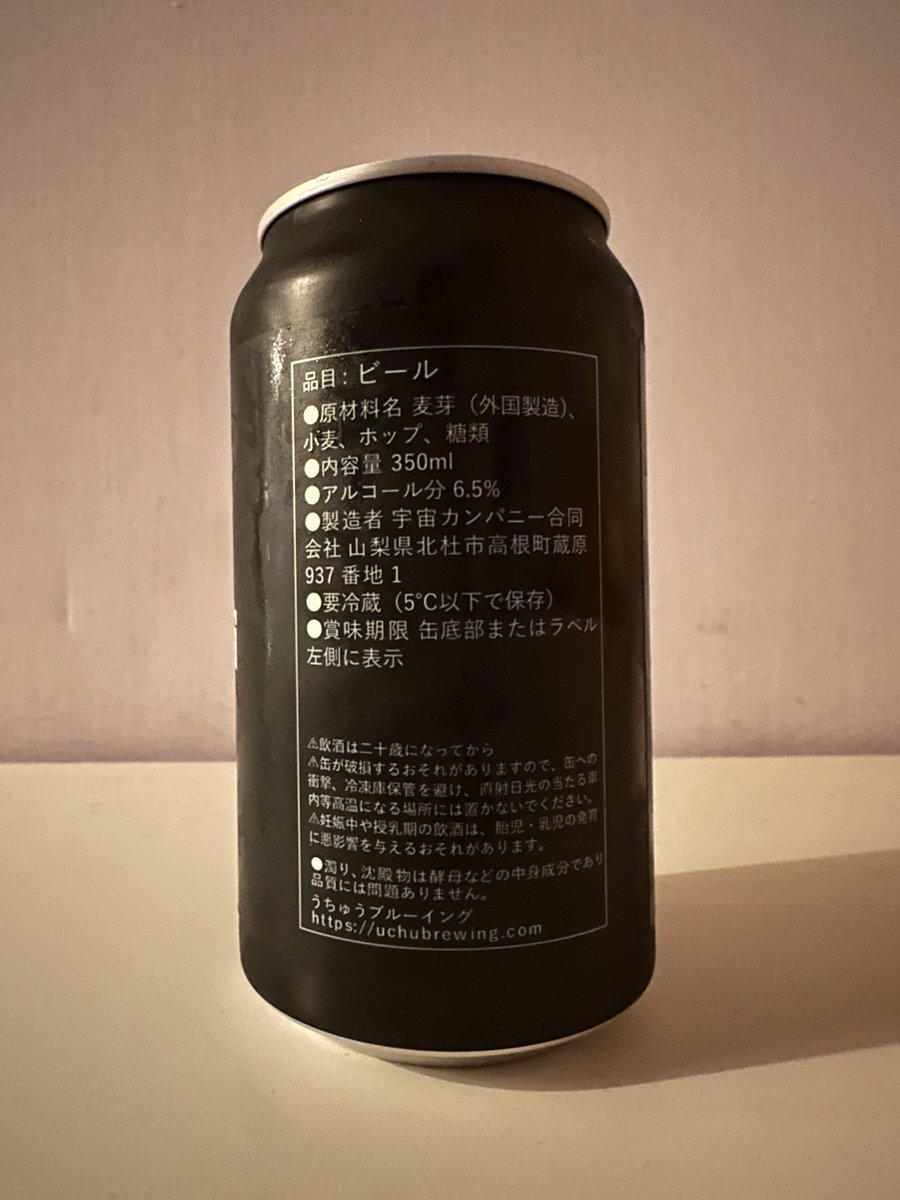 品目 : ビール
●原材料名 麦芽（外国製造)、
小麦、ホップ、糖類
●内容量 350ml
●アルコール分 6.5%
●製造者 宇宙カンパニー合同
会社 山梨県北杜市高根町蔵原
937 番地 1
●要冷蔵（5℃以下で保存）
●賞味期限 缶底部またはラベル
左側に表示
⚠飲酒は二十歳になってから
⚠缶が破損するおそれがありますので、缶への
衝撃、冷凍庫保管を避け、直射日光の当たる車
内等高温になる場所には置かないでください。
⚠妊娠中や授乳期の飲酒は、胎児・乳児の発育
に悪影響を与えるおそれがあります。
●濁り、沈殿物は酵母などの中身成分であり
品質には問題ありません。
うちゅうブルーイング
https://uchubrewing.com